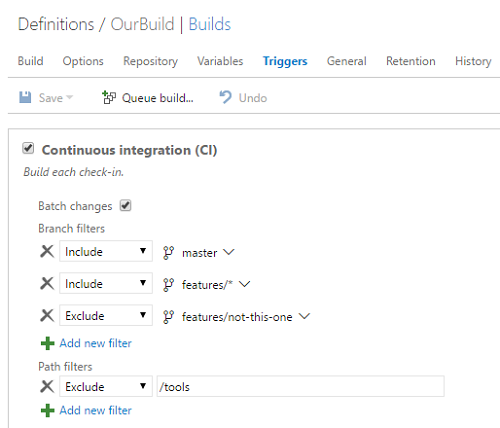 Definitions / OurBuild | Builds
Build Options Repository Variables Triggers General Retention History
Save Queue build... Undo
Continuous integration (CI)
Build each check-in.
Batch changes
Branch filters
Include master
Include features/*
Exclude features/not-this-one
Add new filter
Path filters
Exclude /tools
Add new filter